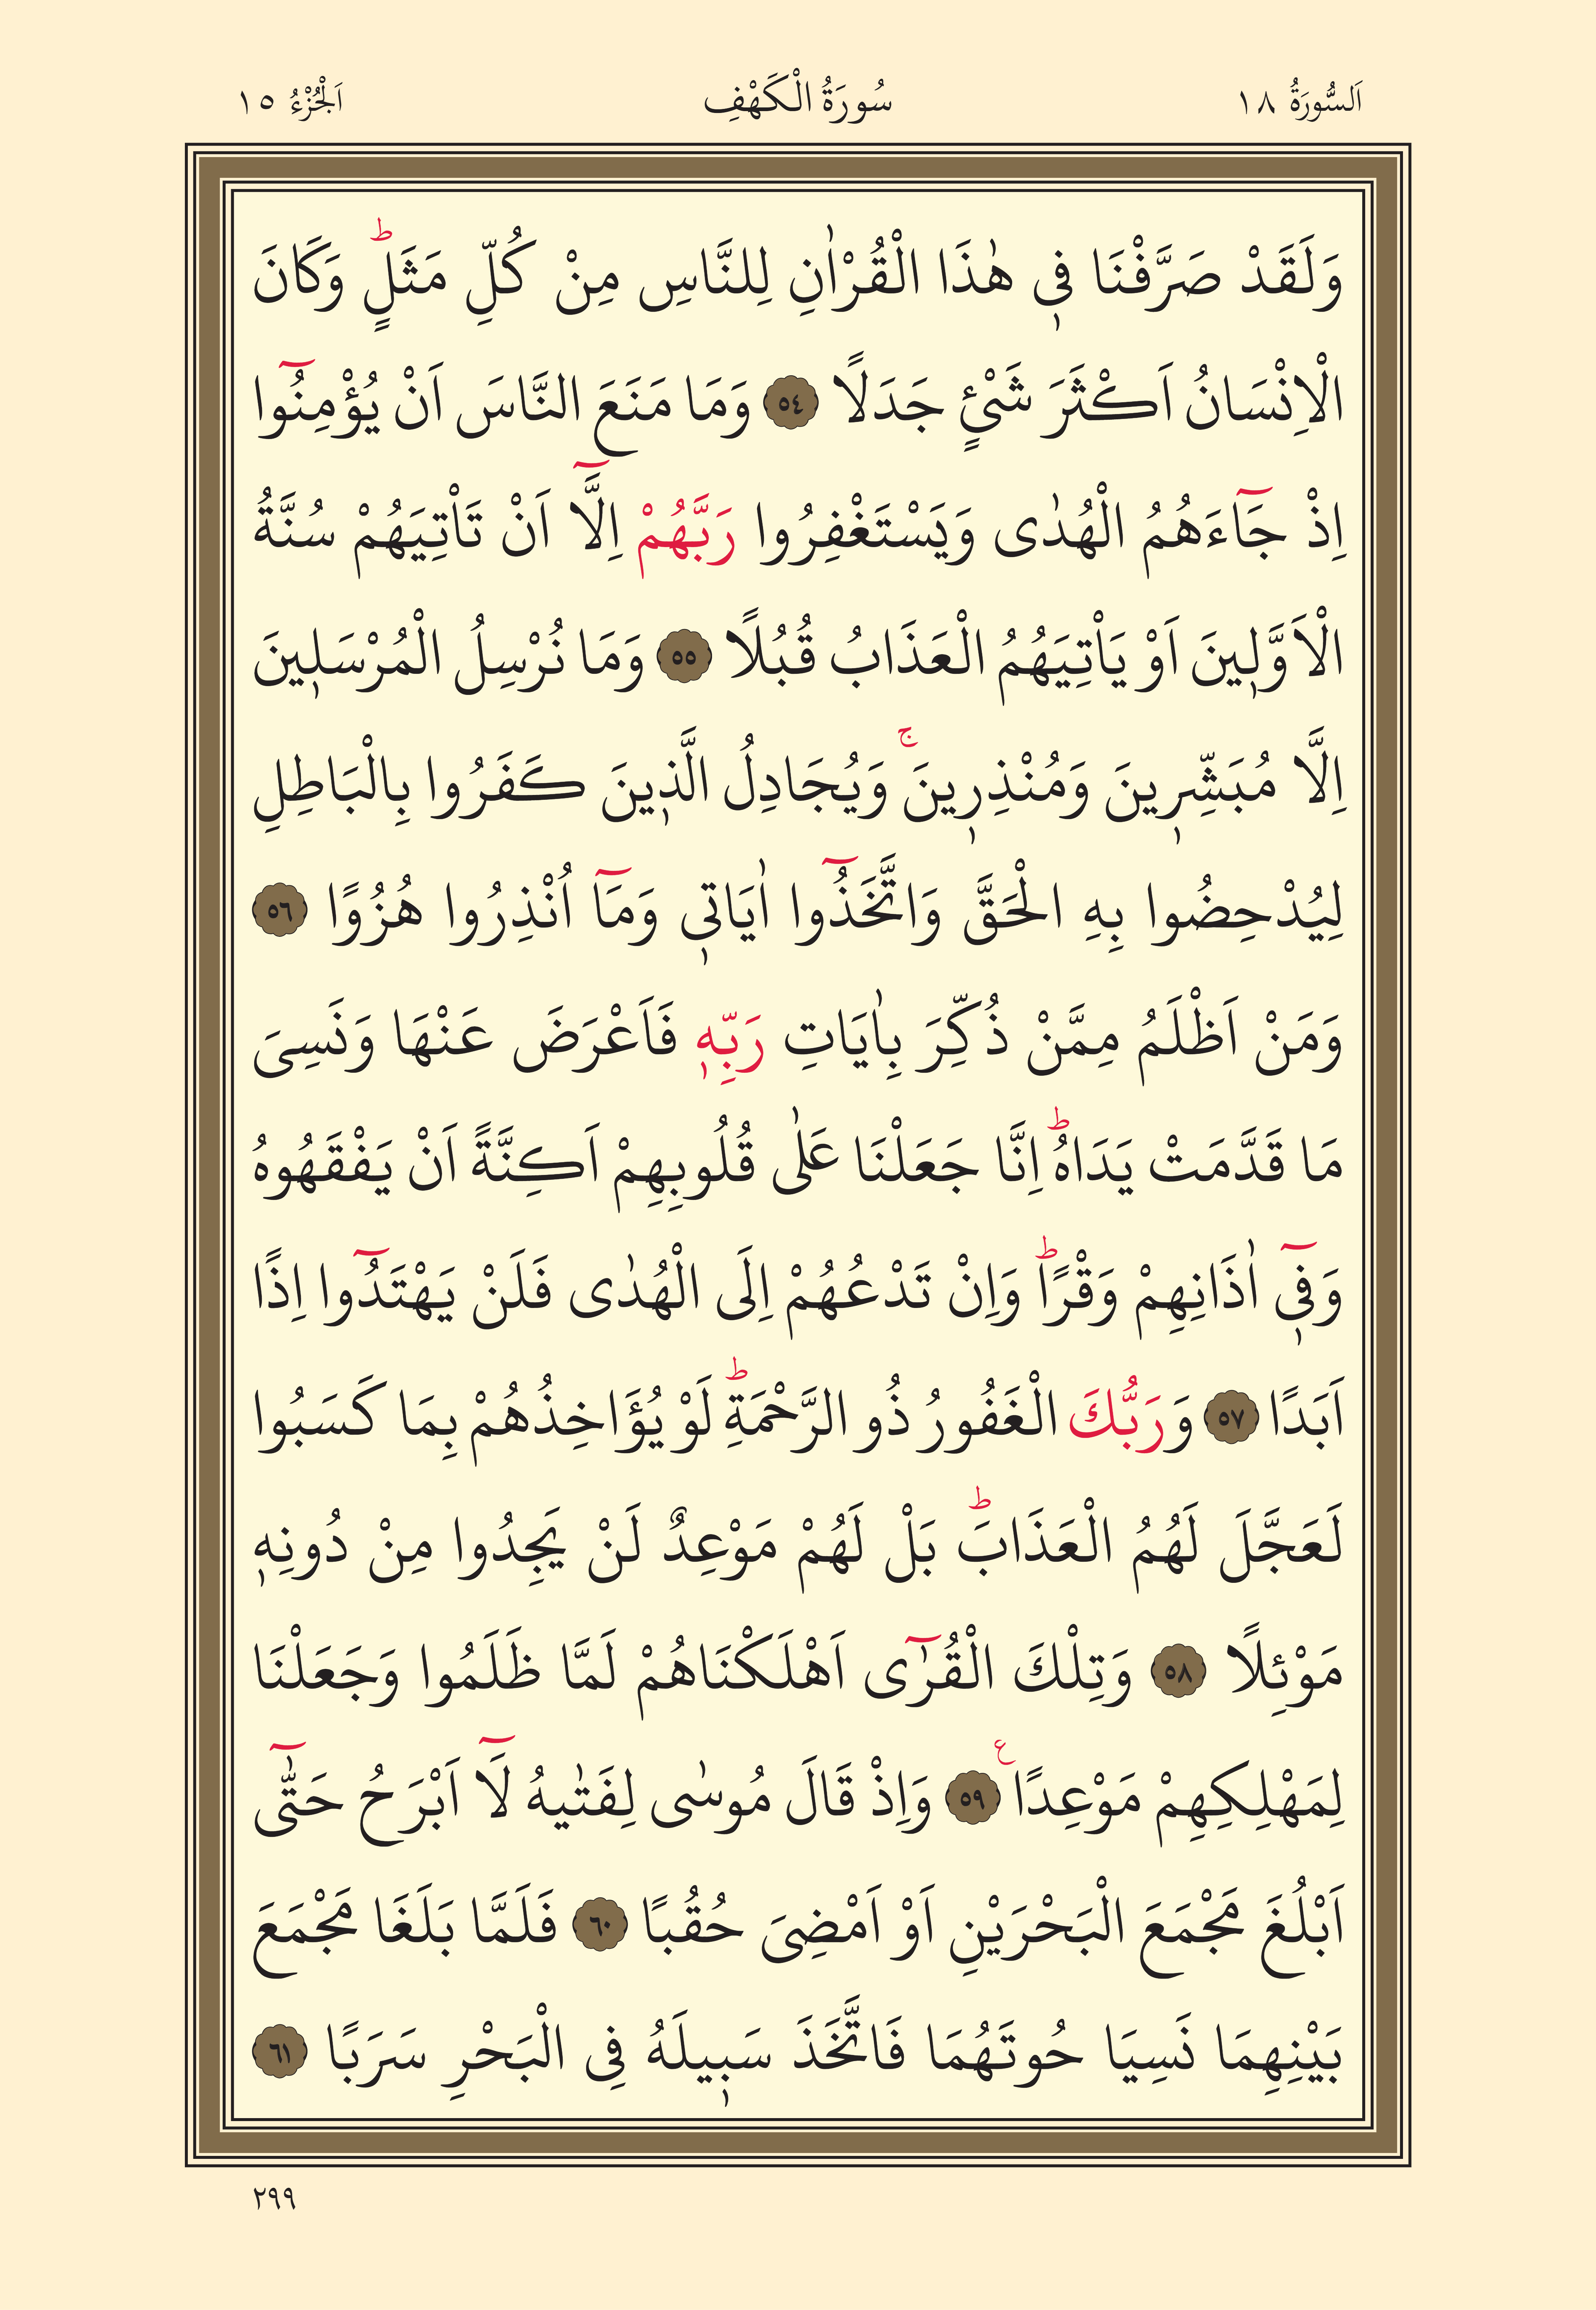 اَلسُّورَةُ ١٨
سُورَةُ الْكَهْفِ
اَلْجُزْءُ ١٥
وَلَقَدْ صَرَّفْنَا ف۪ي هٰذَا الْقُرْاٰنِ لِلنَّاسِ مِنْ كُلِّ مَثَلٍۜ وَكَانَ
الْاِنْسَانُ اَكْثَرَ شَيْءٍ جَدَلًا ﴿٥٤﴾ وَمَا مَنَعَ النَّاسَ اَنْ يُؤْمِنُٓوا
اِذْ جَٓاءَهُمُ الْهُدٰى وَيَسْتَغْفِرُوا رَبَّهُمْ اِلَّٓا اَنْ تَأْتِيَهُمْ سُنَّةُ
الْاَوَّل۪ينَ اَوْ يَأْتِيَهُمُ الْعَذَابُ قُبُلًا ﴿٥٥﴾ وَمَا نُرْسِلُ الْمُرْسَل۪ينَ
اِلَّا مُبَشِّر۪ينَ وَمُنْذِر۪ينَۚ وَيُجَادِلُ الَّذ۪ينَ كَفَرُوا بِالْبَاطِلِ
لِيُدْحِضُوا بِهِ الْحَقَّ وَاتَّخَذُٓوا اٰيَات۪ي وَمَٓا اُنْذِرُوا هُزُوًا ﴿٥٦﴾
وَمَنْ اَظْلَمُ مِمَّنْ ذُكِّرَ بِاٰيَاتِ رَبِّه۪ فَاَعْرَضَ عَنْهَا وَنَسِيَ
مَا قَدَّمَتْ يَدَاهُۜ اِنَّا جَعَلْنَا عَلٰى قُلُوبِهِمْ اَكِنَّةً اَنْ يَفْقَهُوهُ
وَف۪ٓي اٰذَانِهِمْ وَقْرًاۜ وَاِنْ تَدْعُهُمْ اِلَى الْهُدٰى فَلَنْ يَهْتَدُٓوا اِذًا
اَبَدًا ﴿٥٧﴾ وَرَبُّكَ الْغَفُورُ ذُو الرَّحْمَةِۜ لَوْ يُؤَاخِذُهُمْ بِمَا كَسَبُوا
لَعَجَّلَ لَهُمُ الْعَذَابَۜ بَلْ لَهُمْ مَوْعِدٌ لَنْ يَجِدُوا مِنْ دُونِه۪
مَوْئِلًا ﴿٥٨﴾ وَتِلْكَ الْقُرٰٓى اَهْلَكْنَاهُمْ لَمَّا ظَلَمُوا وَجَعَلْنَا
لِمَهْلِكِهِمْ مَوْعِدًا ع ﴿٥٩﴾ وَاِذْ قَالَ مُوسٰى لِفَتٰيهُ لَٓا اَبْرَحُ حَتّٰٓى
اَبْلُغَ مَجْمَعَ الْبَحْرَيْنِ اَوْ اَمْضِيَ حُقُبًا ﴿٦٠﴾ فَلَمَّا بَلَغَا مَجْمَعَ
بَيْنِهِمَا نَسِيَا حُوتَهُمَا فَاتَّخَذَ سَب۪يلَهُ فِي الْبَحْرِ سَرَبًا ﴿٦١﴾
٢٩٩